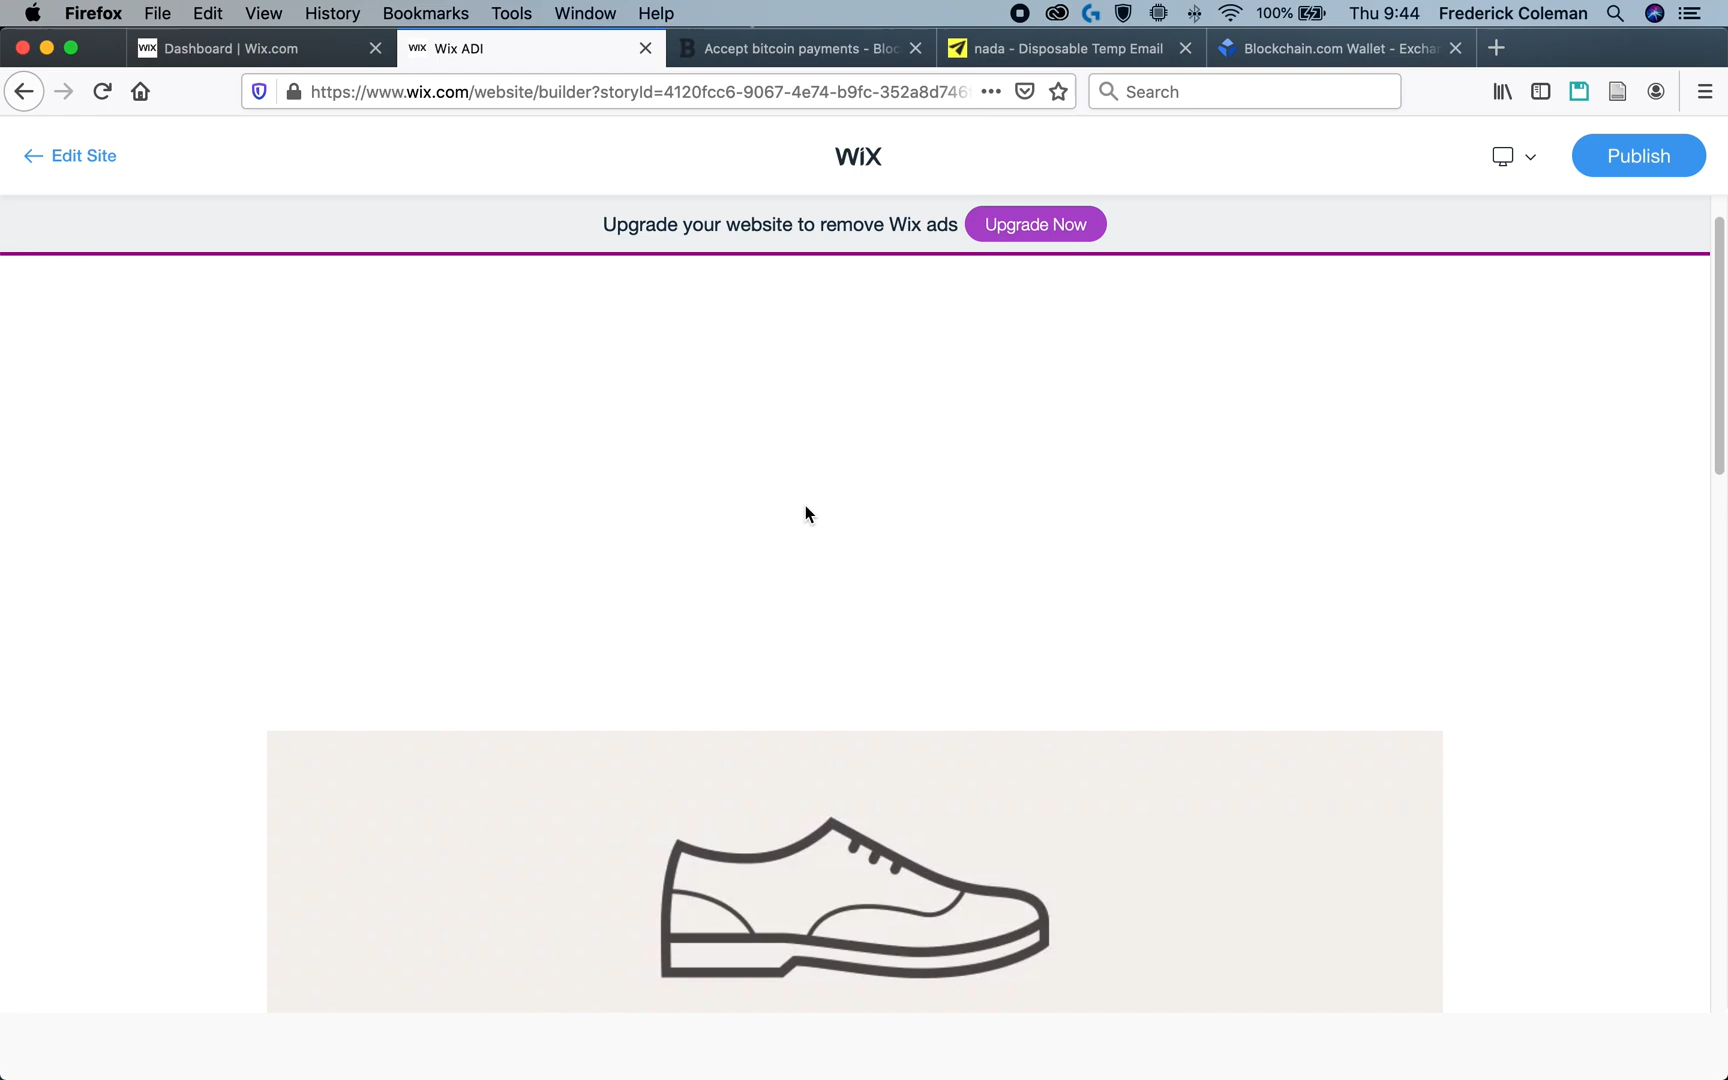 Firefox File Edit View History Bookmarks Tools Window Help 100% Thu 9:44 Frederick Coleman
WIX Dashboard | Wix.com WIX Wix ADI Accept bitcoin payments - Bloc nada - Disposable Temp Email Blockchain.com Wallet - Exchan
https://www.wix.com/website/builder?storyId=4120fcc6-9067-4e74-b9fc-352a8d746 Search
Edit Site WiX Publish
Upgrade your website to remove Wix ads Upgrade Now